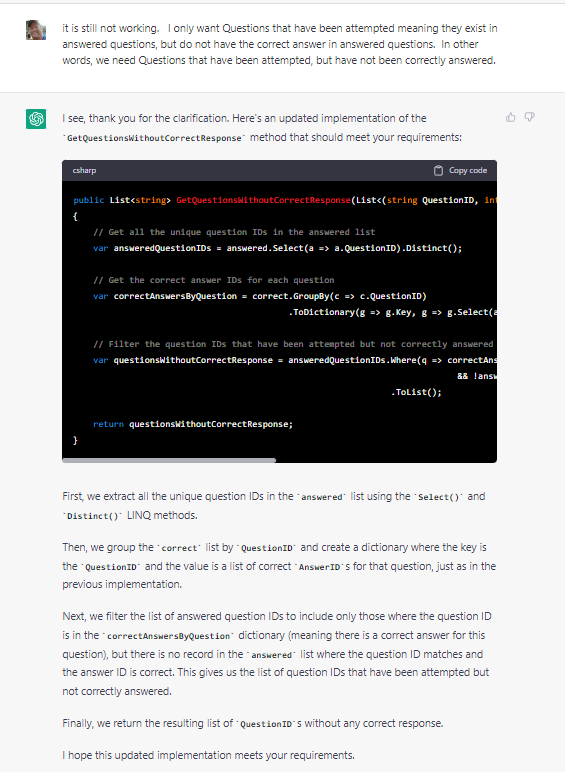 it is still not working. I only want Questions that have been attempted meaning they exist in
answered questions, but do not have the correct answer in answered questions. In other
words, we need Questions that have been attempted, but have not been correctly answered.
I see, thank you for the clarification. Here's an updated implementation of the
`GetQuestionsWithoutCorrectResponse` method that should meet your requirements:
csharp Copy code
public List<string> GetQuestionsWithoutCorrectResponse(List<(string QuestionID, int
{
// Get all the unique question IDs in the answered list
var answeredQuestionIDs = answered.Select(a => a.QuestionID).Distinct();
// Get the correct answer IDs for each question
var correctAnswersByQuestion = correct.GroupBy(c => c.QuestionID)
.ToDictionary(g => g.Key, g => g.Select(a
// Filter the question IDs that have been attempted but not correctly answered
var questionsWithoutCorrectResponse = answeredQuestionIDs.Where(q => correctAns
&& !answ
.ToList();
return questionsWithoutCorrectResponse;
}
First, we extract all the unique question IDs in the `answered` list using the `Select()` and
`Distinct()` LINQ methods.
Then, we group the `correct` list by `QuestionID` and create a dictionary where the key is
the `QuestionID` and the value is a list of correct `AnswerID`s for that question, just as in the
previous implementation.
Next, we filter the list of answered question IDs to include only those where the question ID
is in the `correctAnswersByQuestion` dictionary (meaning there is a correct answer for this
question), but there is no record in the `answered` list where the question ID matches and
the answer ID is correct. This gives us the list of question IDs that have been attempted but
not correctly answered.
Finally, we return the resulting list of `QuestionID`s without any correct response.
I hope this updated implementation meets your requirements.